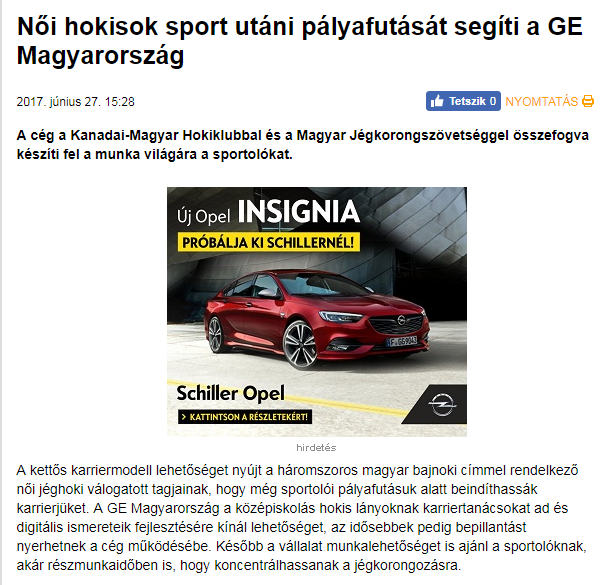 Női hokisok sport utáni pályafutását segíti a GE
Magyarország
2017. június 27. 15:28
Tetszik 0
NYOMTATÁS
A cég a Kanadai-Magyar Hokiklubbal és a Magyar Jégkorongszövetséggel összefogva
készíti fel a munka világára a sportolókat.
Új Opel INSIGNIA
PRÓBÁLJA KI SCHILLERNÉL!
Schiller Opel
> KATTINTSON A RÉSZLETEKÉRT!
hirdetés
A kettős karriermodell lehetőséget nyújt a háromszoros magyar bajnoki címmel rendelkező
női jéghoki válogatott tagjainak, hogy még sportolói pályafutásuk alatt beindíthassák
karrierjüket. A GE Magyarország a középiskolás hokis lányoknak karriertanácsokat ad és
digitális ismereteik fejlesztésére kínál lehetőséget, az idősebbek pedig bepillantást
nyerhetnek a cég működésébe. Később a vállalat munkalehetőséget is ajánl a sportolóknak,
akár részmunkaidőben is, hogy koncentrálhassanak a jégkorongozásra.